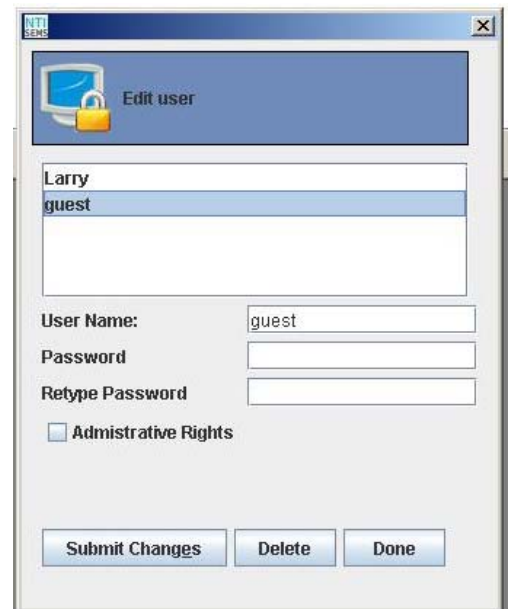 NTI
SEMS
Edit user
Larry
guest
User Name: guest
Password
Retype Password
Admistrative Rights
Submit Changes Delete Done